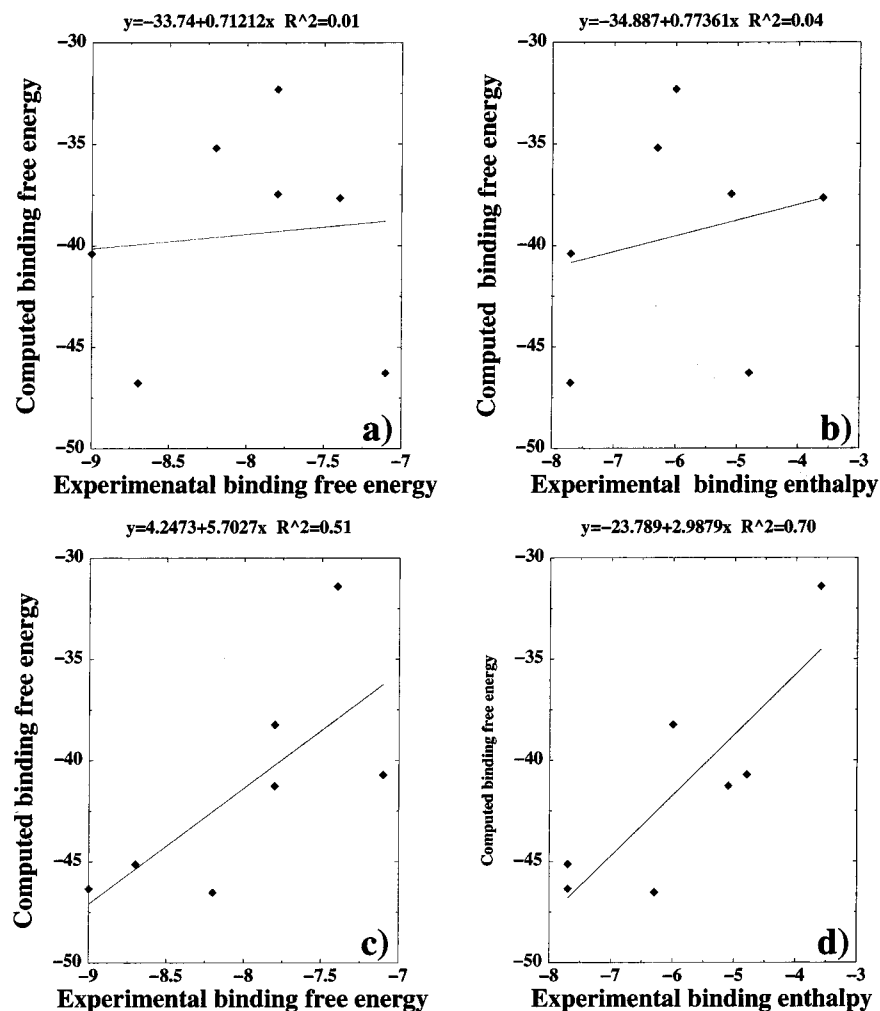 y=−33.74+0.71212x R^2=0.01
y=−34.887+0.77361x R^2=0.04
Computed binding free energy
−30
−35
−40
−45
−50
a)
−9
−8.5
−8
−7.5
−7
Experimenatal binding free energy
Computed binding free energy
−30
−35
−40
−45
−50
b)
−8
−7
−6
−5
−4
−3
Experimental binding enthalpy
y=4.2473+5.7027x R^2=0.51
y=−23.789+2.9879x R^2=0.70
Computed binding free energy
−30
−35
−40
−45
−50
c)
−9
−8.5
−8
−7.5
−7
Experimental binding free energy
Computed binding free energy
−30
−35
−40
−45
−50
d)
−8
−7
−6
−5
−4
−3
Experimental binding enthalpy